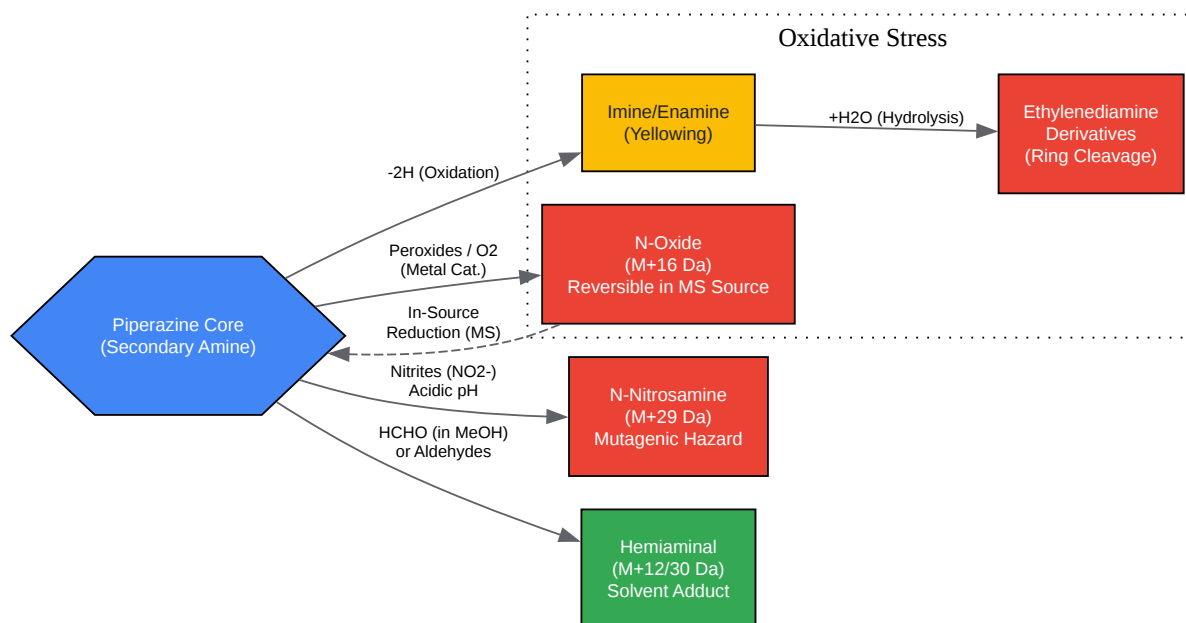 Oxidative Stress
Imine/Enamine
(Yellowing)
+H2O (Hydrolysis)
Ethylenediamine
Derivatives
(Ring Cleavage)
-2H (Oxidation)
Peroxides / O2
(Metal Cat.)
N-Oxide
(M+16 Da)
Reversible in MS Source
In-Source
Reduction (MS)
Piperazine Core
(Secondary Amine)
Nitrites (NO2-)
Acidic pH
N-Nitrosamine
(M+29 Da)
Mutagenic Hazard
HCHO (in MeOH)
or Aldehydes
Hemiaminal
(M+12/30 Da)
Solvent Adduct